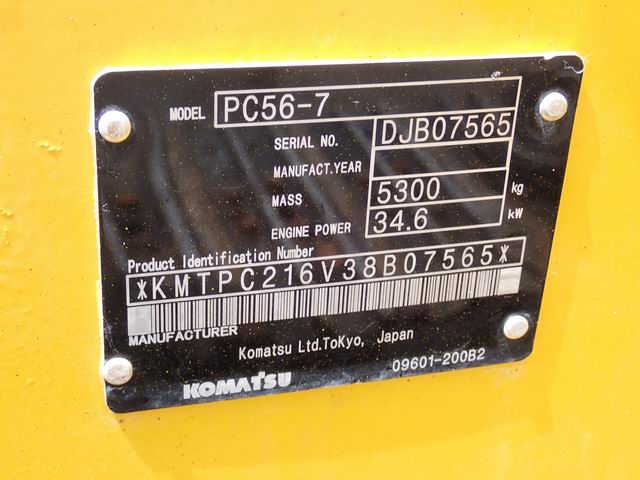 MODEL PC56-7
SERIAL NO. DJB07565
MANUFACT.YEAR
MASS 5300 kg
ENGINE POWER 34.6 kW
Product Identification Number
*KMTPC216V38B07565*
MANUFACTURER
Komatsu Ltd.ToKyo, Japan
KOMATSU 09601-200B2